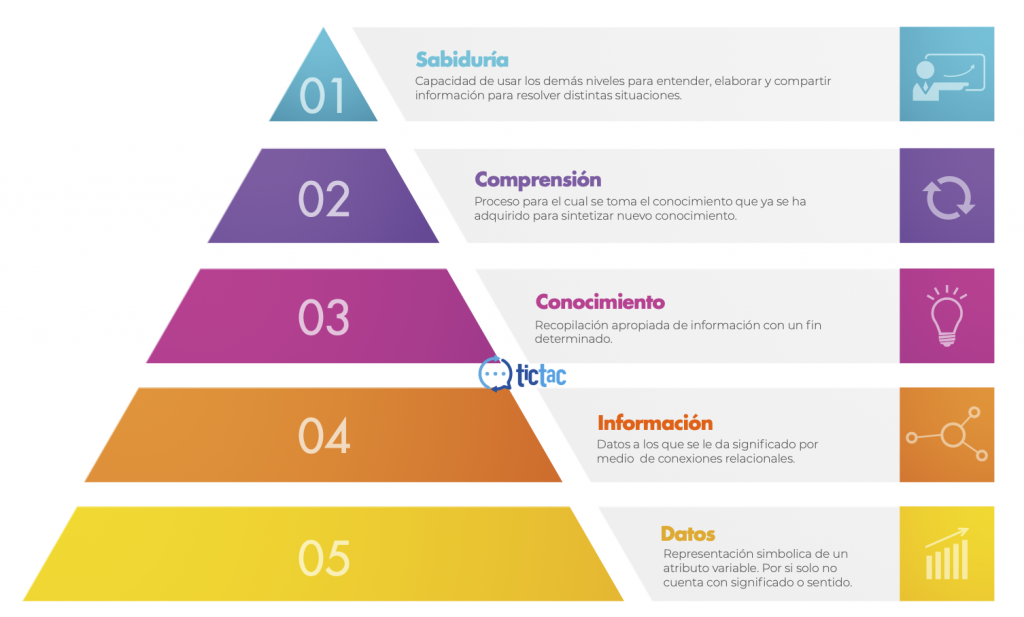 01
Sabiduría
Capacidad de usar los demás niveles para entender, elaborar y compartir
información para resolver distintas situaciones.
02
Comprensión
Proceso para el cual se toma el conocimiento que ya se ha
adquirido para sintetizar nuevo conocimiento.
03
Conocimiento
Recopilación apropiada de información con un fin
determinado.
tictac
04
Información
Datos a los que se le da significado por
medio de conexiones relacionales.
05
Datos
Representación simbolica de un
atributo variable. Por si solo no
cuenta con significado o sentido.